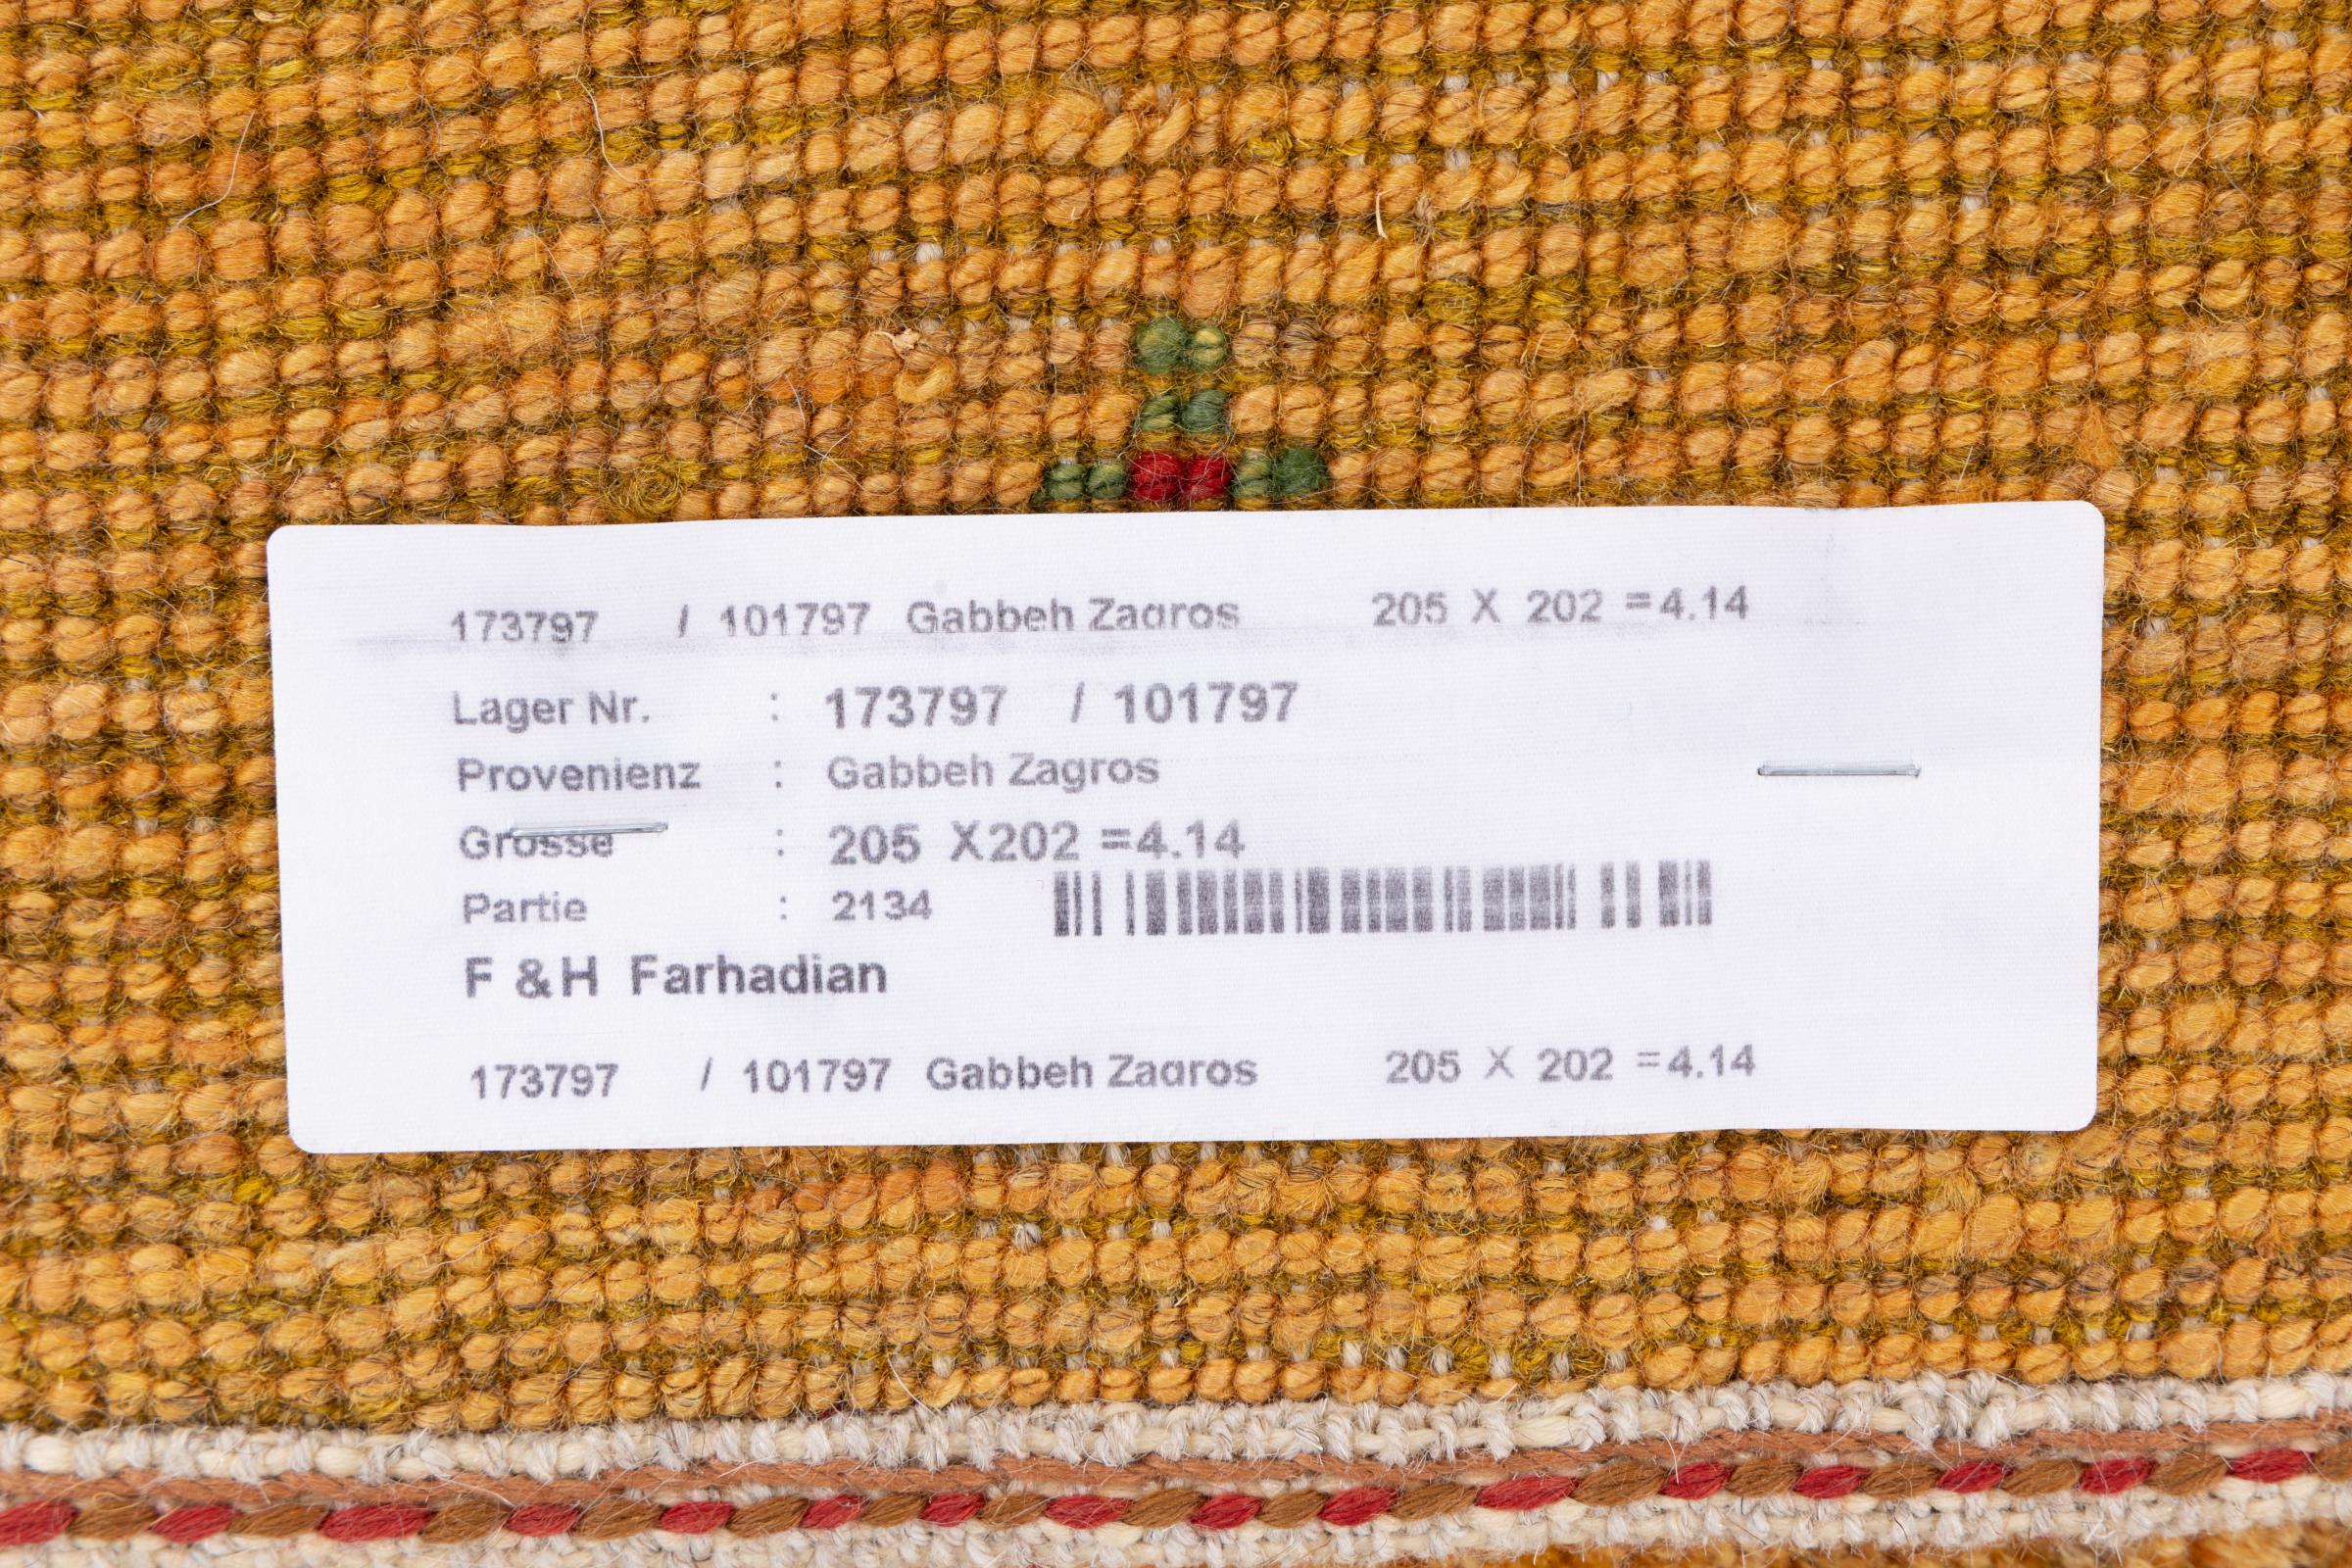 173797 / 101797 Gabbeh Zagros 205 X 202 =4.14
Lager Nr. : 173797 / 101797
Provenienz : Gabbeh Zagros
Grosse : 205 X202 =4.14
Partie : 2134
F &H Farhadian
173797 / 101797 Gabbeh Zagros 205 X 202 =4.14